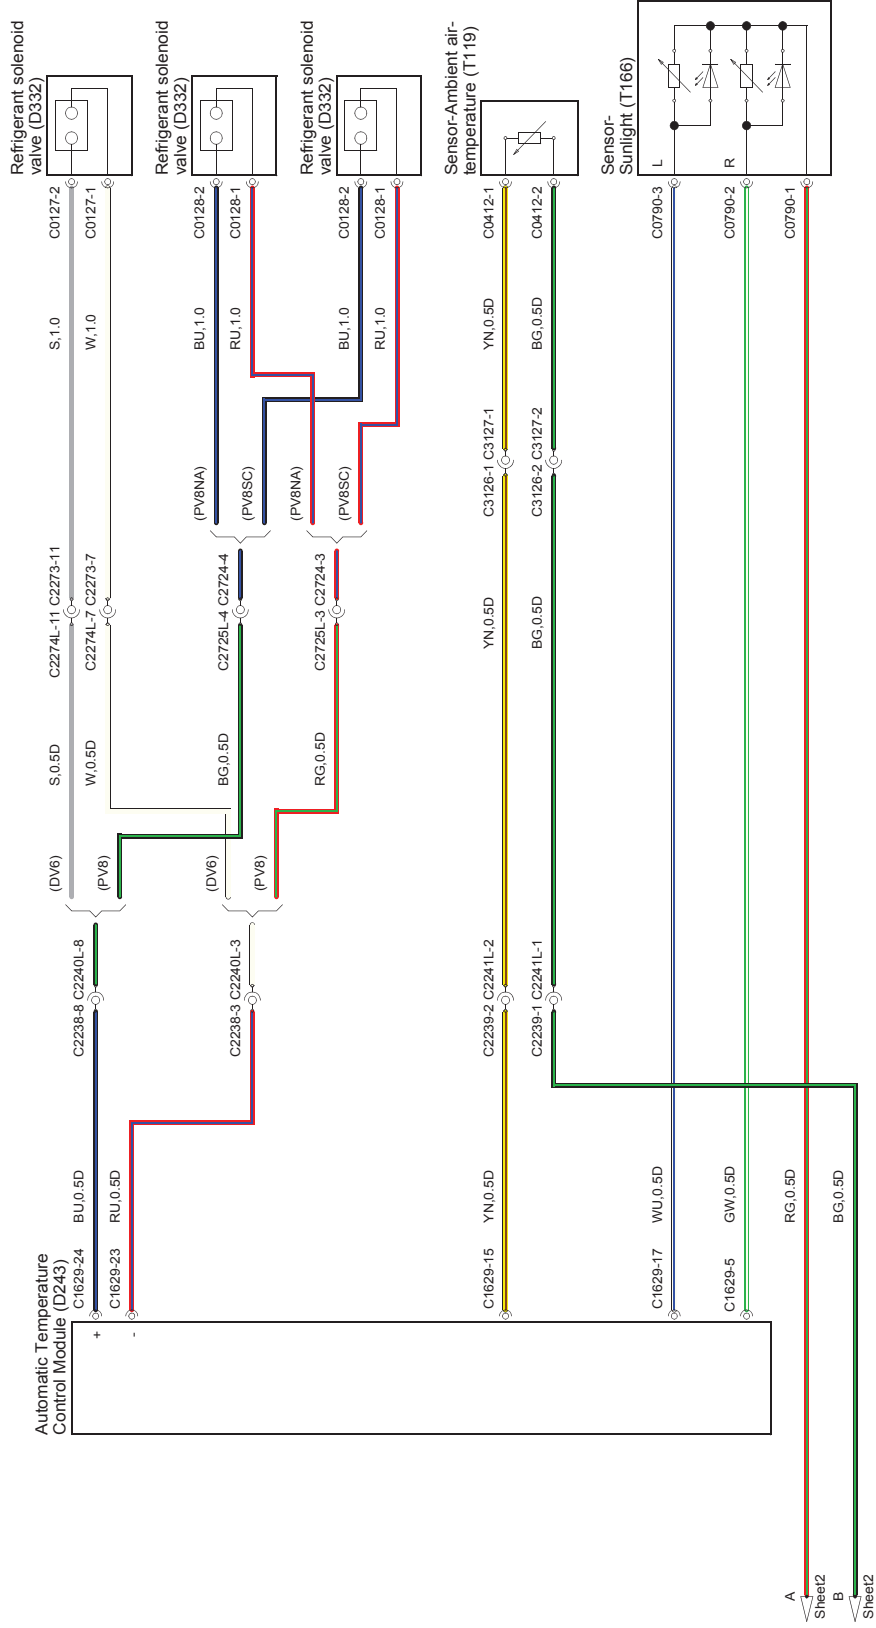 Refrigerant solenoid
valve (D332)
Refrigerant solenoid
valve (D332)
Refrigerant solenoid
valve (D332)
Sensor-Ambient air-
temperature (T119)
Sensor-
Sunlight (T166)
L
R
C0127-2
C0127-1
C0128-2
C0128-1
C0128-2
C0128-1
C0412-1
C0412-2
C0790-3
C0790-2
C0790-1
S,1.0
W,1.0
BU,1.0
RU,1.0
BU,1.0
RU,1.0
YN,0.5D
BG,0.5D
C3126-1 C3127-1
C3126-2 C3127-2
(PV8NA)
(PV8SC)
(PV8NA)
(PV8SC)
C2274L-11 C2273-11
C2274L-7 C2273-7
C2725L-4 C2724-4
C2725L-3 C2724-3
YN,0.5D
BG,0.5D
S,0.5D
W,0.5D
BG,0.5D
RG,0.5D
(DV6)
(PV8)
(DV6)
(PV8)
C2238-8 C2240L-8
C2238-3 C2240L-3
C2239-2 C2241L-2
C2239-1 C2241L-1
BU,0.5D
RU,0.5D
YN,0.5D
WU,0.5D
GW,0.5D
RG,0.5D
BG,0.5D
C1629-24
C1629-23
C1629-15
C1629-17
C1629-5
Automatic Temperature
Control Module (D243)
+
-
A
Sheet2
B
Sheet2